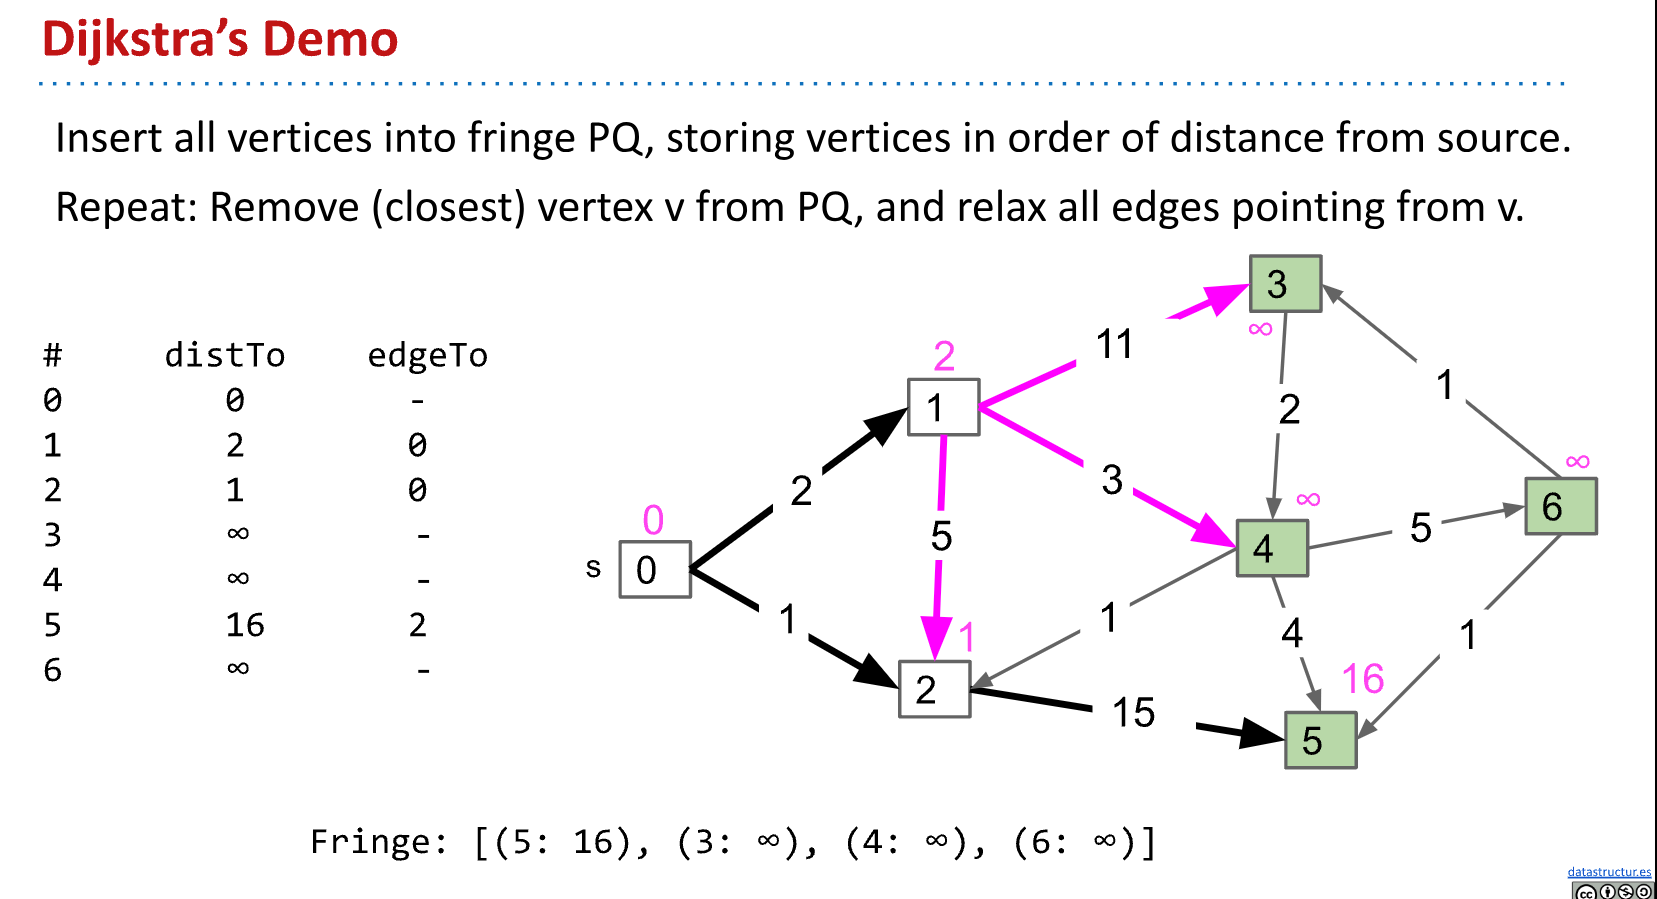 Dijkstra's Demo
Insert all vertices into fringe PQ, storing vertices in order of distance from source.
Repeat: Remove (closest) vertex v from PQ, and relax all edges pointing from v.
# distTo edgeTo
0 0 -
1 2 0
2 1 0
3 ∞ -
4 ∞ -
5 16 2
6 ∞ -
3
∞
11
2
1
2
1
∞
6
2
3
∞
4
5
5
0
s 0
1
1
4
1
1
2
16
15
5
Fringe: [(5: 16), (3: ∞), (4: ∞), (6: ∞)]
datastructur.es
cc